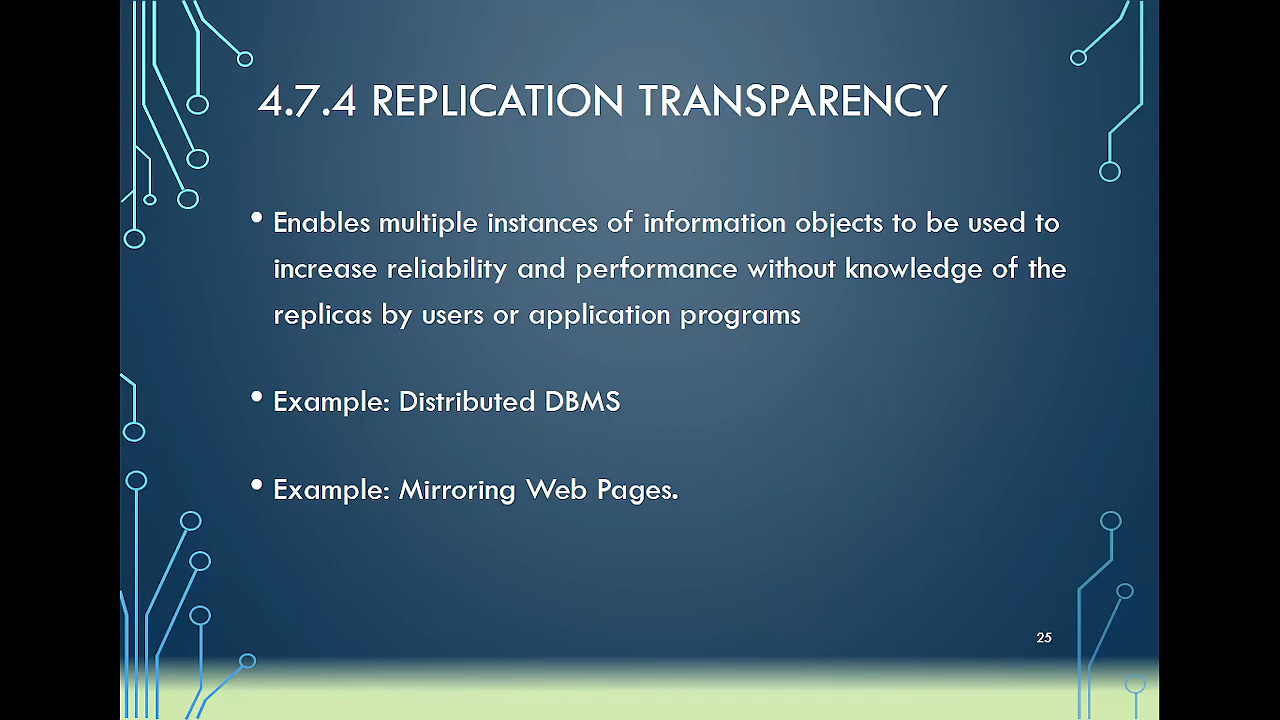 4.7.4 REPLICATION TRANSPARENCY
• Enables multiple instances of information objects to be used to
increase reliability and performance without knowledge of the
replicas by users or application programs
• Example: Distributed DBMS
• Example: Mirroring Web Pages.
25